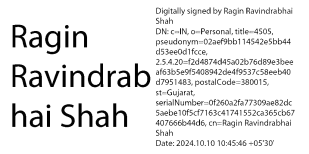 Ragin
Ravindrab
hai Shah
Digitally signed by Ragin Ravindrabhai
Shah
DN: c=IN, o=Personal, title=4505,
pseudonym=02aef9bb114542e5bb44
d53ee0d1fcce,
2.5.4.20=f2d4874d45a02b76d89e3bee
af63b5e9f5408942de4f9537c58eeb40
d7951483, postalCode=380015,
st=Gujarat,
serialNumber=0f260a2fa77309ae82dc
5aebe10f5cf7163c41741552ca365cb67
407666b44d6, cn=Ragin Ravindrabhai
Shah
Date: 2024.10.10 10:45:46 +05'30'